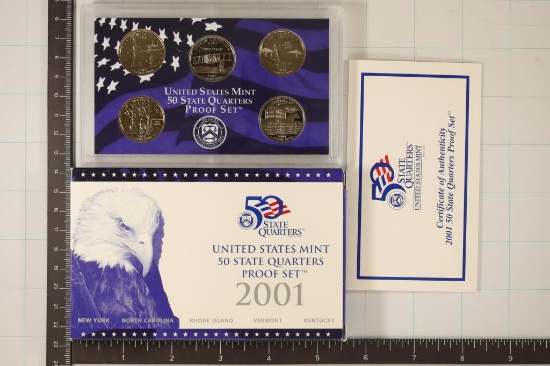 UNITED STATES MINT
50 STATE QUARTERS
PROOF SET™
50
STATE
QUARTERS™
UNITED STATES MINT
50 STATE QUARTERS
PROOF SET™
2001
NEW YORK NORTH CAROLINA RHODE ISLAND VERMONT KENTUCKY
50
STATE
QUARTERS™
UNITED STATES MINT
Certificate of Authenticity
2001 50 State Quarters Proof Set™
1 2 3 4 5 6 7 8 9